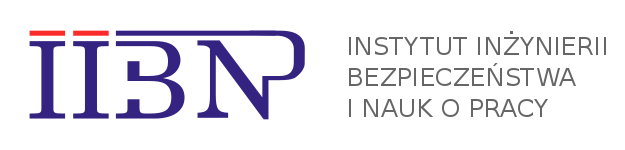 IIBNP
INSTYTUT INŻYNIERII
BEZPIECZEŃSTWA
I NAUK O PRACY